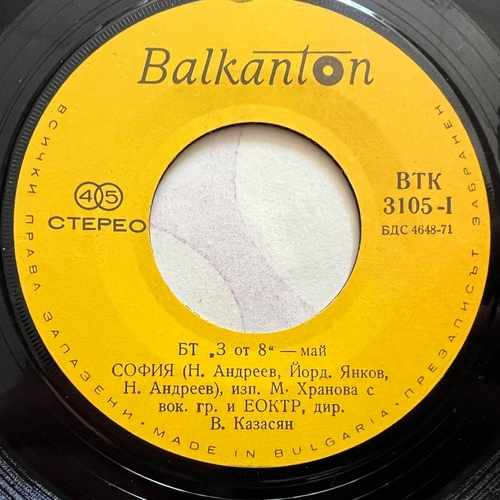 Balkanton
45
СТЕРЕО
ВТК
3105-I
БДС 4648-71
БТ „3 от 8“ — май
СОФИЯ (Н. Андреев, Йорд. Янков,
Н. Андреев), изп. М. Хранова с
вок. гр. и ЕОКТР, дир.
В. Казасян
ВСИЧКИ ПРАВА ЗАПАЗЕНИ • MADE IN BULGARIA • ПРЕЗАПИСЪТ ЗАБРАНЕН